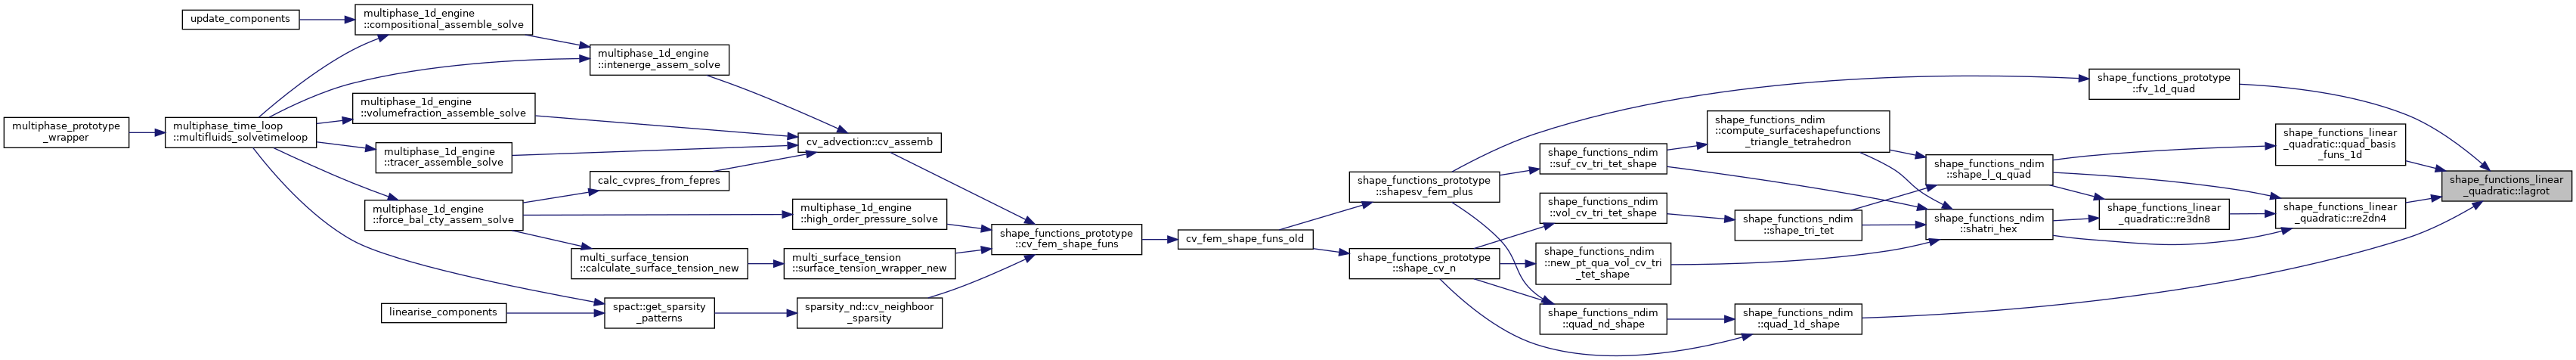 update_components
multiphase_1d_engine
::compositional_assemble_solve
multiphase_1d_engine
::intenerge_assem_solve
multiphase_prototype
_wrapper
multiphase_time_loop
::multifluids_solvetimeloop
multiphase_1d_engine
::volumefraction_assemble_solve
multiphase_1d_engine
::tracer_assemble_solve
calc_cvpres_from_fepres
multiphase_1d_engine
::force_bal_cty_assem_solve
multi_surface_tension
::calculate_surface_tension_new
linearise_components
spact::get_sparsity
_patterns
cv_advection::cv_assemb
multiphase_1d_engine
::high_order_pressure_solve
multi_surface_tension
::surface_tension_wrapper_new
sparsity_nd::cv_neighboor
_sparsity
shape_functions_prototype
::cv_fem_shape_funs
cv_fem_shape_funs_old
shape_functions_prototype
::shapesv_fem_plus
shape_functions_prototype
::shape_cv_n
shape_functions_ndim
::suf_cv_tri_tet_shape
shape_functions_ndim
::vol_cv_tri_tet_shape
shape_functions_ndim
::new_pt_qua_vol_cv_tri
_tet_shape
shape_functions_ndim
::quad_nd_shape
shape_functions_ndim
::compute_surfaceshapefunctions
_triangle_tetrahedron
shape_functions_ndim
::shape_tri_tet
shape_functions_ndim
::quad_1d_shape
shape_functions_ndim
::shape_l_q_quad
shape_functions_ndim
::shatri_hex
shape_functions_prototype
::fv_1d_quad
shape_functions_linear
_quadratic::re3dn8
shape_functions_linear
_quadratic::quad_basis
_funs_1d
shape_functions_linear
_quadratic::re2dn4
shape_functions_linear
_quadratic::lagrot